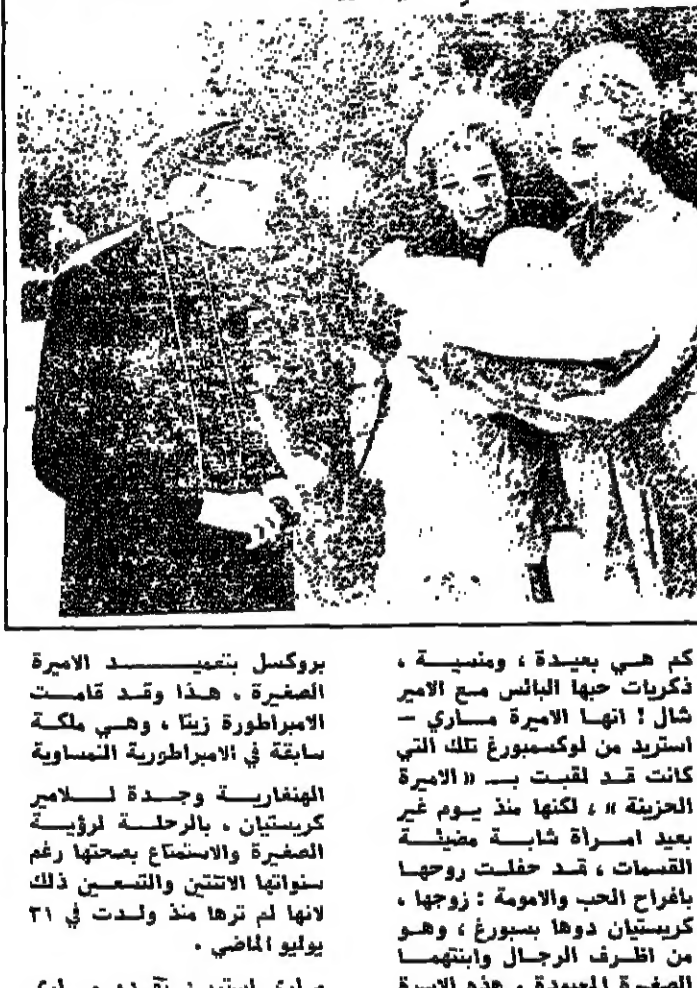 كم هي بعيدة ، ومنسية ،
ذكريات حبها البائس مع الامير
شال ! انها الاميرة ماري –
استريد من لوكسمبورغ تلك التي
كانت قد لقبت بـ « الاميرة
الحزينة » ، لكنها منذ يوم غير
بعيد امرأة شابة مضيئة
القسمات ، قد حفلت روحها
بافراح الحب والامومة : زوجها ،
كريستيان دوها بسبورغ ، وهو
من اظرف الرجال وابنتهما
الصغيرة المعبودة . هذه الاسرة
بروكسل بتعميد الاميرة
الصغيرة . هذا وقد قامت
الامبراطورة زيتا ، وهي ملكة
سابقة في الامبراطورية النمساوية
الهنغارية وجدة لـلامير
كريستيان ، بالرحلة لرؤية
الصغيرة والاستمتاع بصحتها رغم
سنواتها الاثنتين والتسعين ذلك
لانها لم ترها منذ ولدت في ٣١
يوليو الماضي .